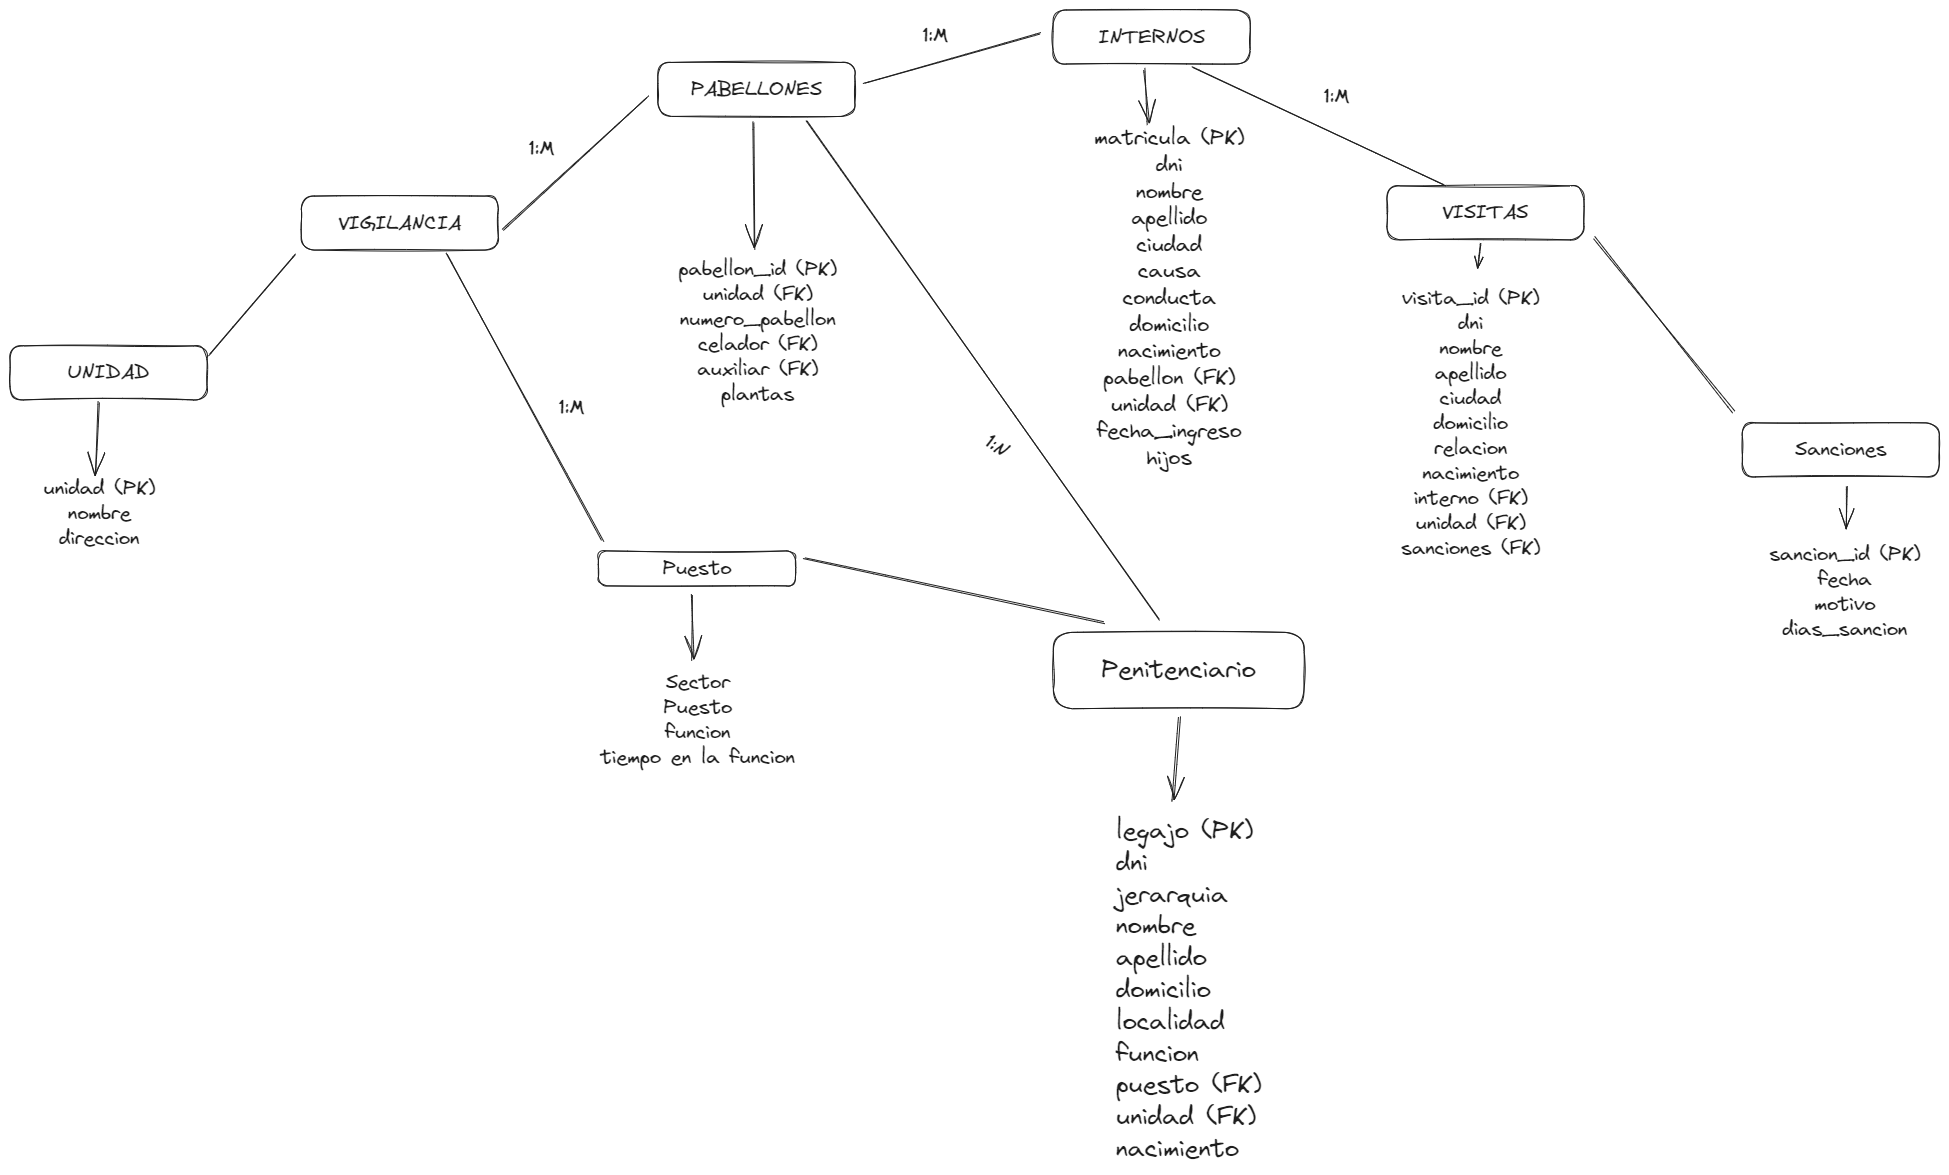 INTERNOS
1:M
PABELLONES
1:M
1:M
matricula (PK)
dni
nombre
apellido
ciudad
causa
conducta
domicilio
nacimiento
pabellon (FK)
unidad (FK)
fecha_ingreso
hijos
VISITAS
VIGILANCIA
pabellon_id (PK)
unidad (FK)
numero_pabellon
celador (FK)
auxiliar (FK)
plantas
visita_id (PK)
dni
nombre
apellido
ciudad
domicilio
relacion
nacimiento
interno (FK)
unidad (FK)
sanciones (FK)
UNIDAD
1:M
1:N
Sanciones
unidad (PK)
nombre
direccion
sancion_id (PK)
fecha
motivo
dias_sancion
Puesto
Sector
Puesto
funcion
tiempo en la funcion
Penitenciario
legajo (PK)
dni
jerarquia
nombre
apellido
domicilio
localidad
funcion
puesto (FK)
unidad (FK)
nacimiento